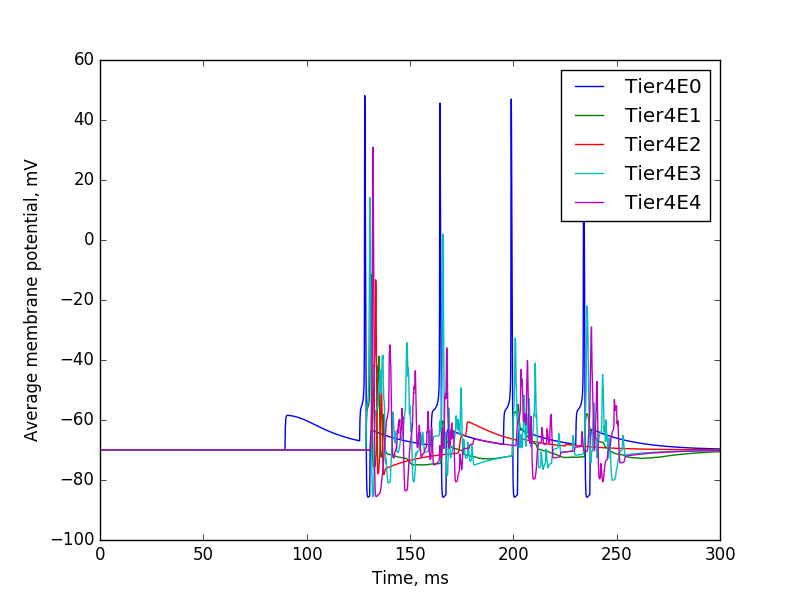 60
40
20
0
−20
−40
−60
−80
−100
0
50
100
150
200
250
300
Time, ms
Average membrane potential, mV
Tier4E0
Tier4E1
Tier4E2
Tier4E3
Tier4E4